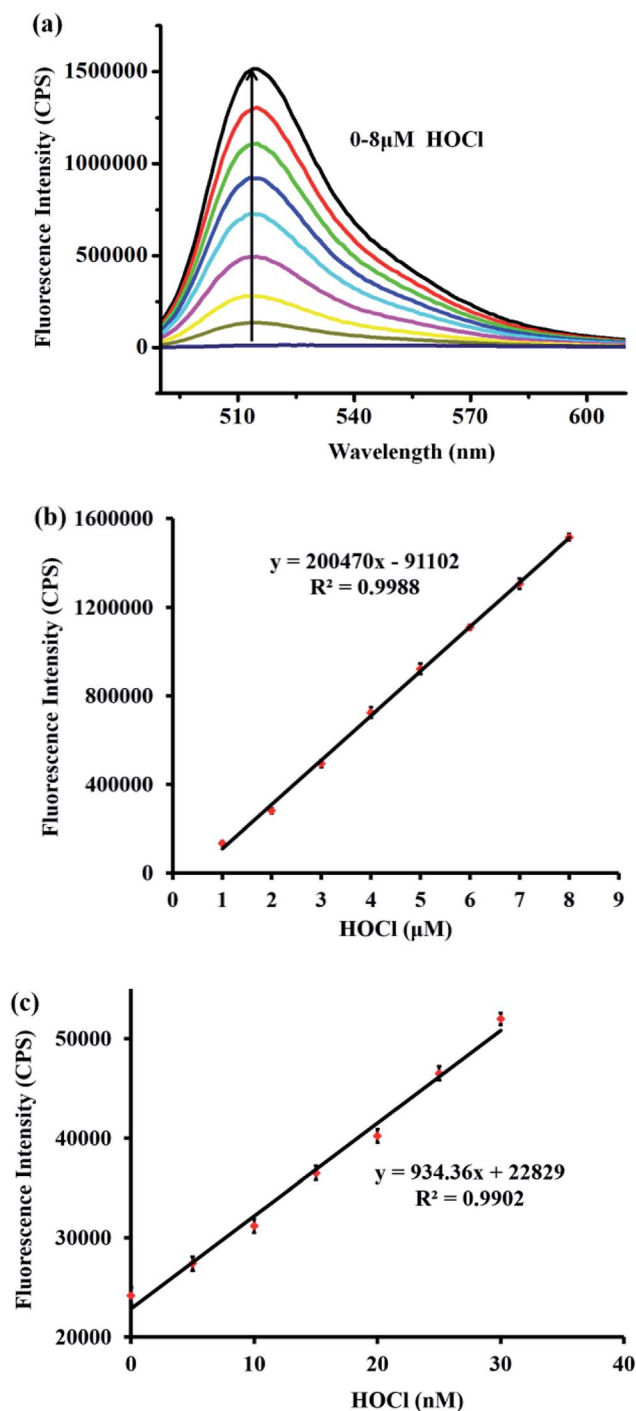 (a)
1500000
1000000
500000
0
Fluorescence Intensity (CPS)
0-8μM HOCl
510 540 570 600
Wavelength (nm)
(b)
1600000
1200000
800000
400000
0
Fluorescence Intensity (CPS)
y = 200470x - 91102
R² = 0.9988
0 1 2 3 4 5 6 7 8 9
HOCl (μM)
(c)
50000
40000
30000
20000
Fluorescence Intensity (CPS)
y = 934.36x + 22829
R² = 0.9902
0 10 20 30 40
HOCl (nM)